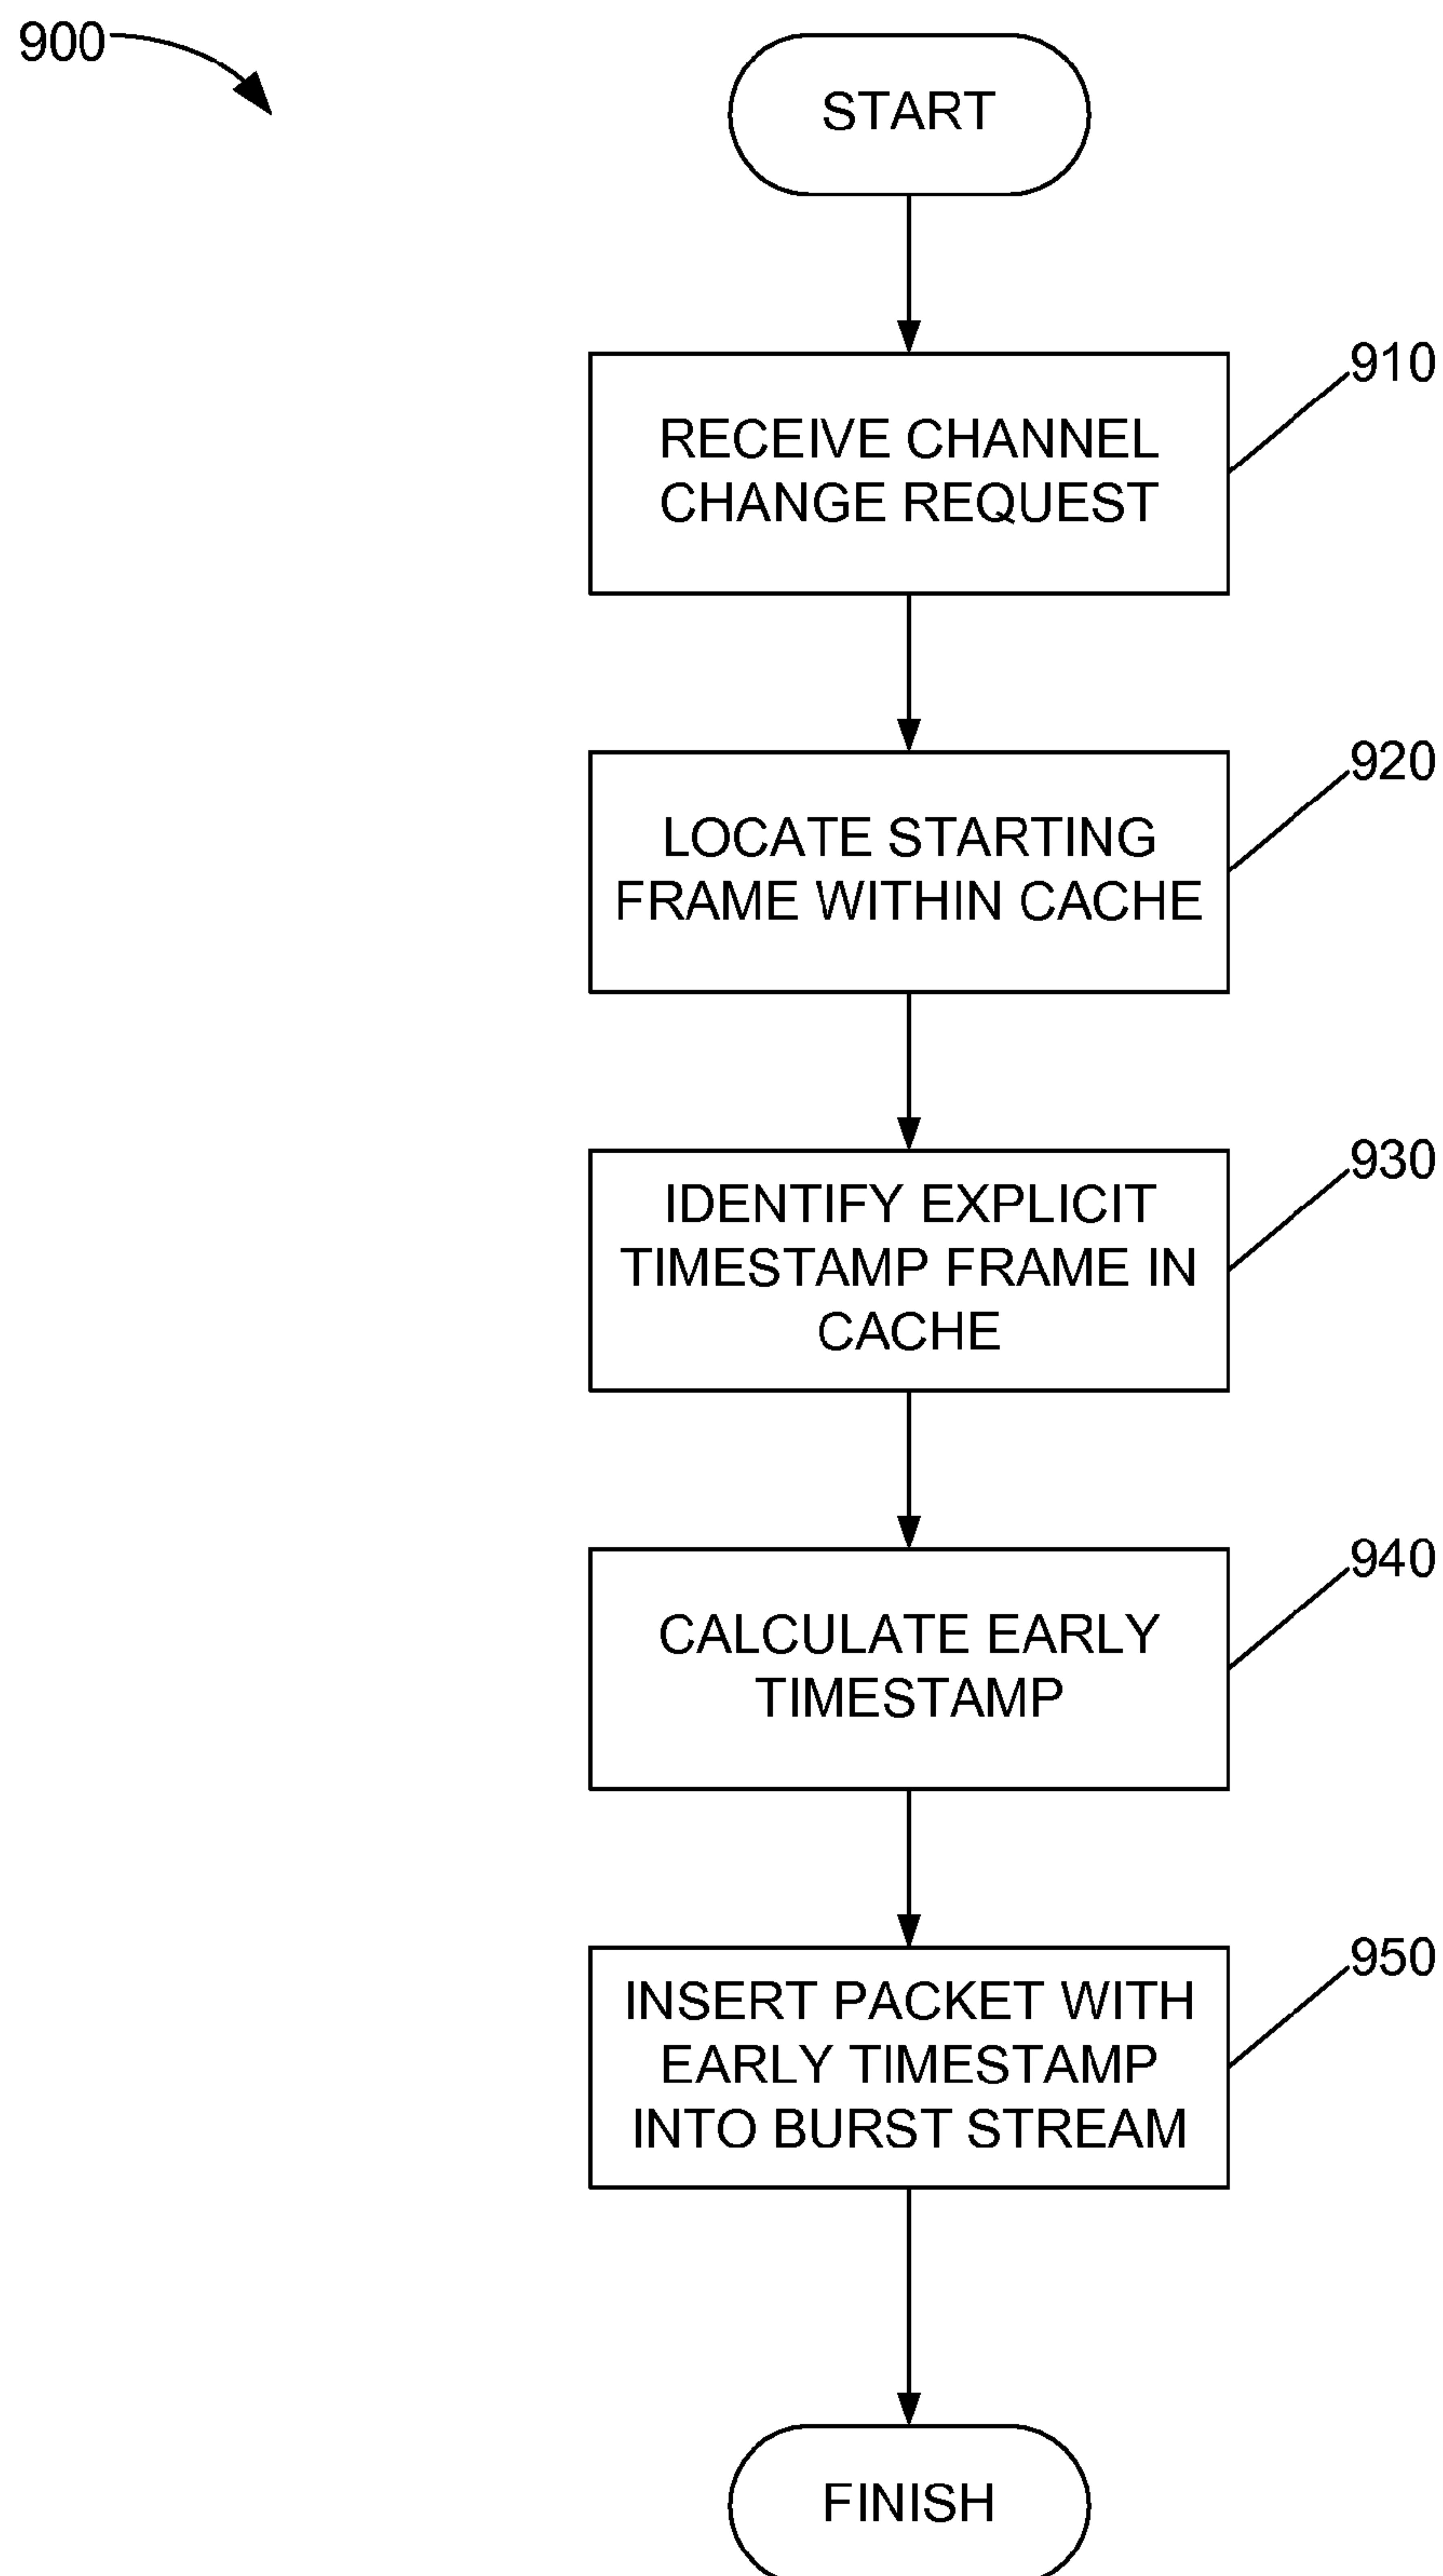 900
START
910
RECEIVE CHANNEL
CHANGE REQUEST
920
LOCATE STARTING
FRAME WITHIN CACHE
930
IDENTIFY EXPLICIT
TIMESTAMP FRAME IN
CACHE
940
CALCULATE EARLY
TIMESTAMP
950
INSERT PACKET WITH
EARLY TIMESTAMP
INTO BURST STREAM
FINISH